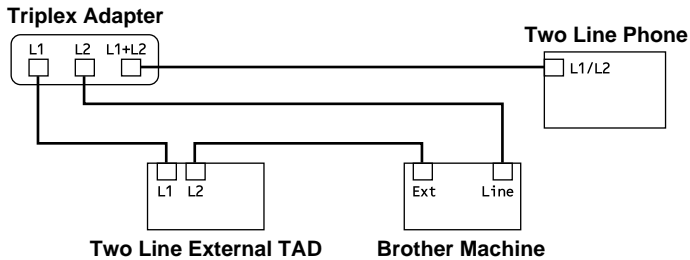 Triplex Adapter
Two Line Phone
L1 L2 L1+L2
L1/L2
L1 L2
Ext Line
Two Line External TAD
Brother Machine